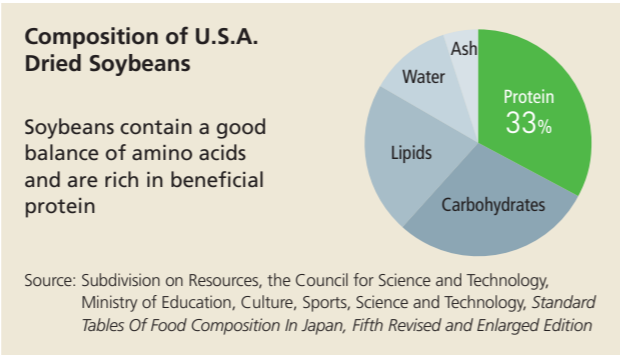 Composition of U.S.A.
Dried Soybeans
Soybeans contain a good
balance of amino acids
and are rich in beneficial
protein
Ash
Water
Protein
33%
Lipids
Carbohydrates
Source: Subdivision on Resources, the Council for Science and Technology,
Ministry of Education, Culture, Sports, Science and Technology, Standard
Tables Of Food Composition In Japan, Fifth Revised and Enlarged Edition